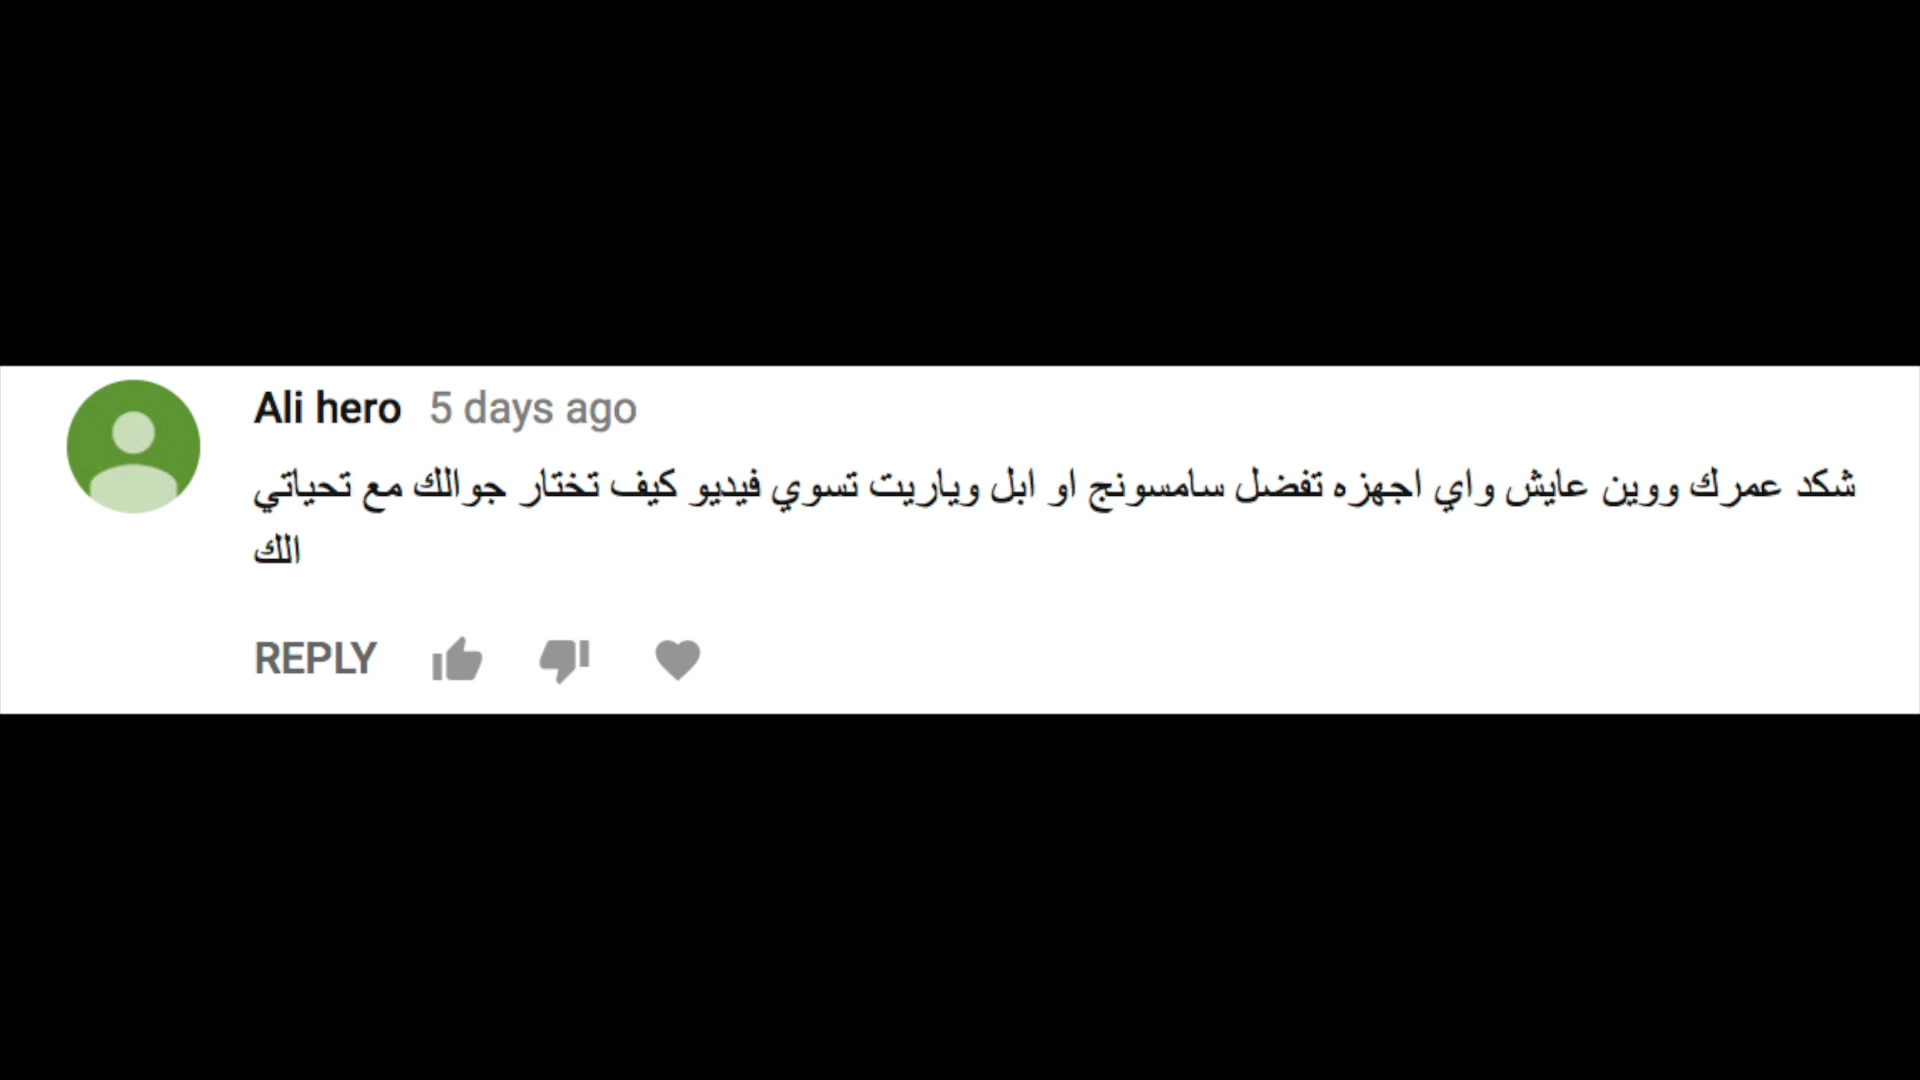 Ali hero 5 days ago
شكد عمرك ووين عايش واي اجهزه تفضل سامسونج او ابل وياريت تسوي فيديو كيف تختار جوالك مع تحياتي
الك
REPLY